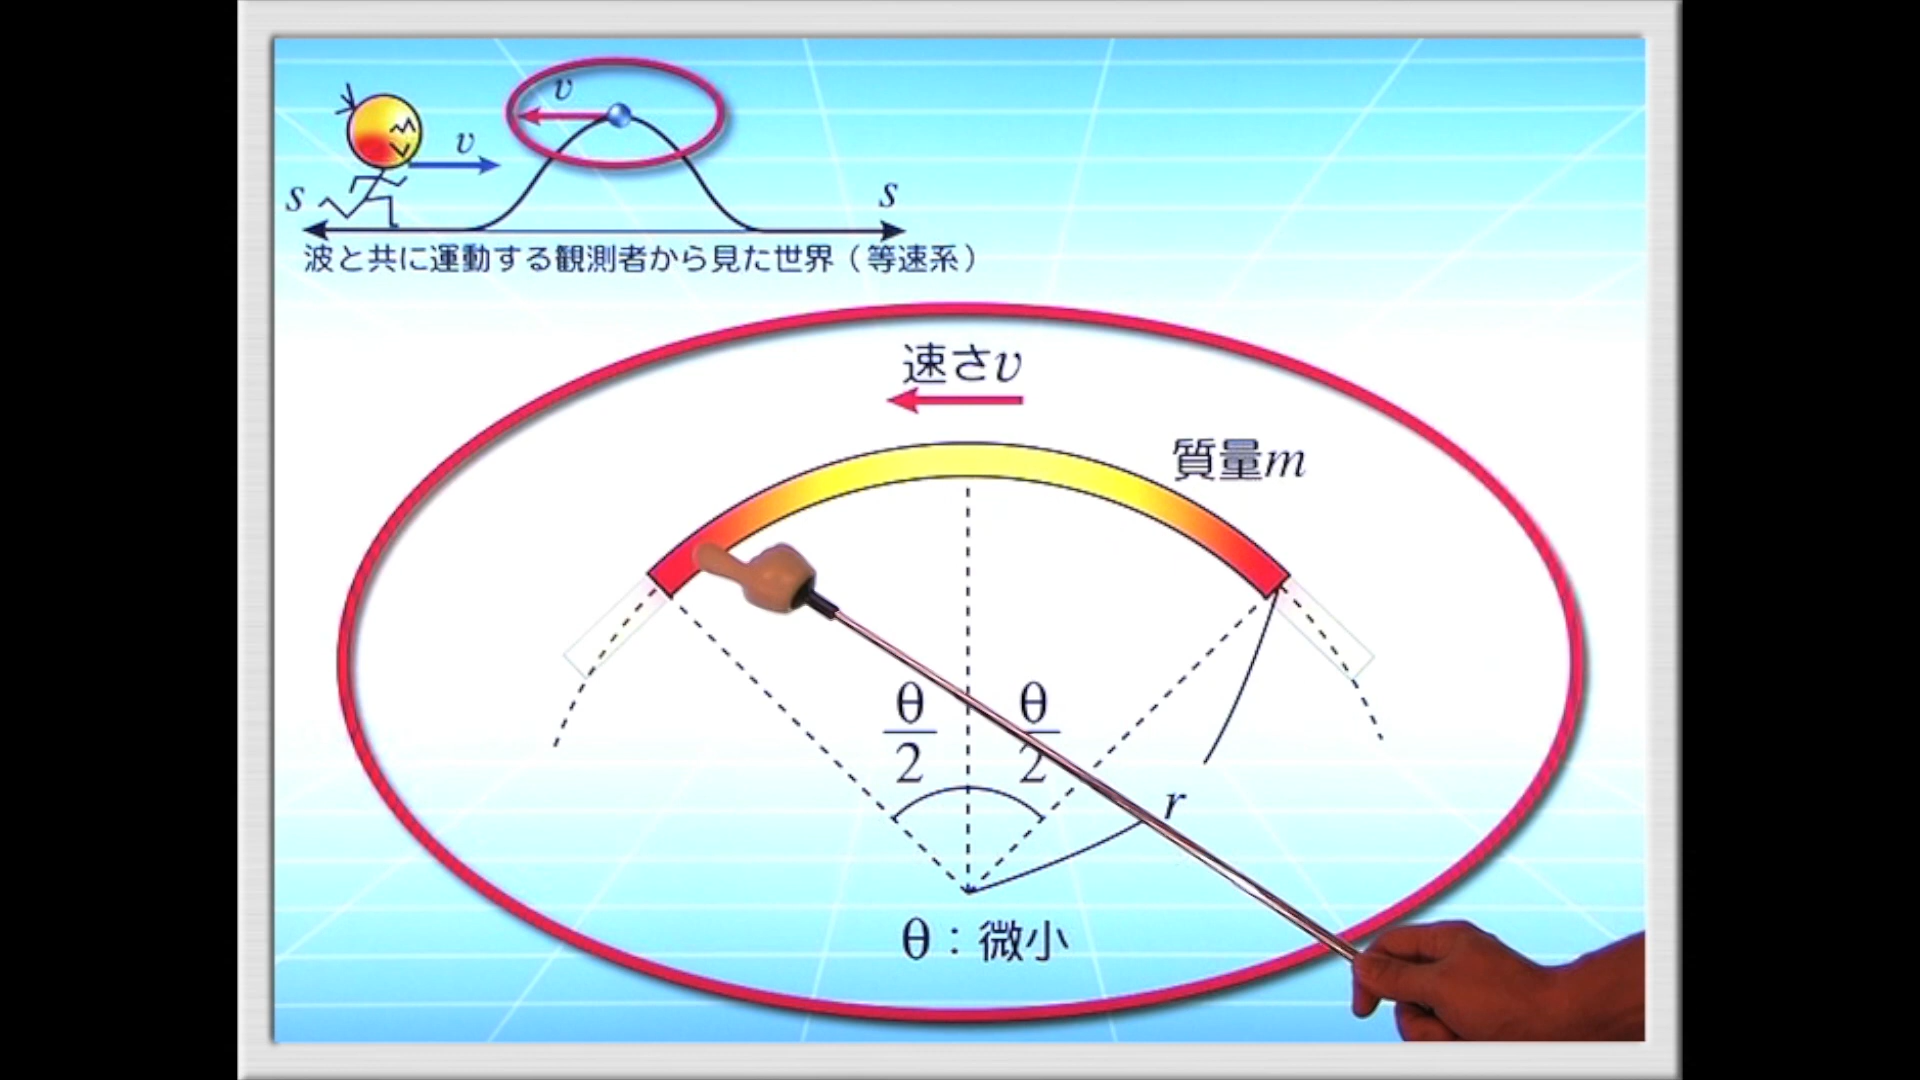 v
v
s
s
波と共に運動する観測者から見た世界（等速系）
速さv
質量m
θ/2 θ/2
r
θ：微小